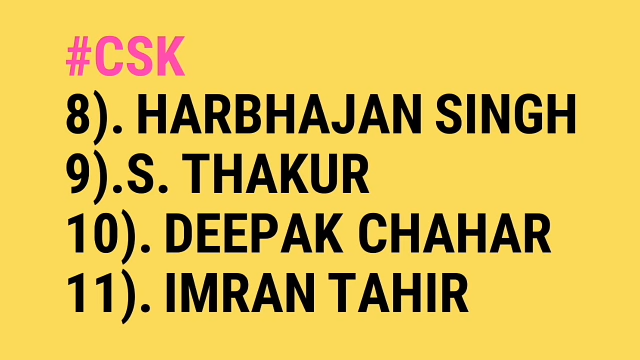 #CSK
8). HARBHAJAN SINGH
9).S. THAKUR
10). DEEPAK CHAHAR
11). IMRAN TAHIR